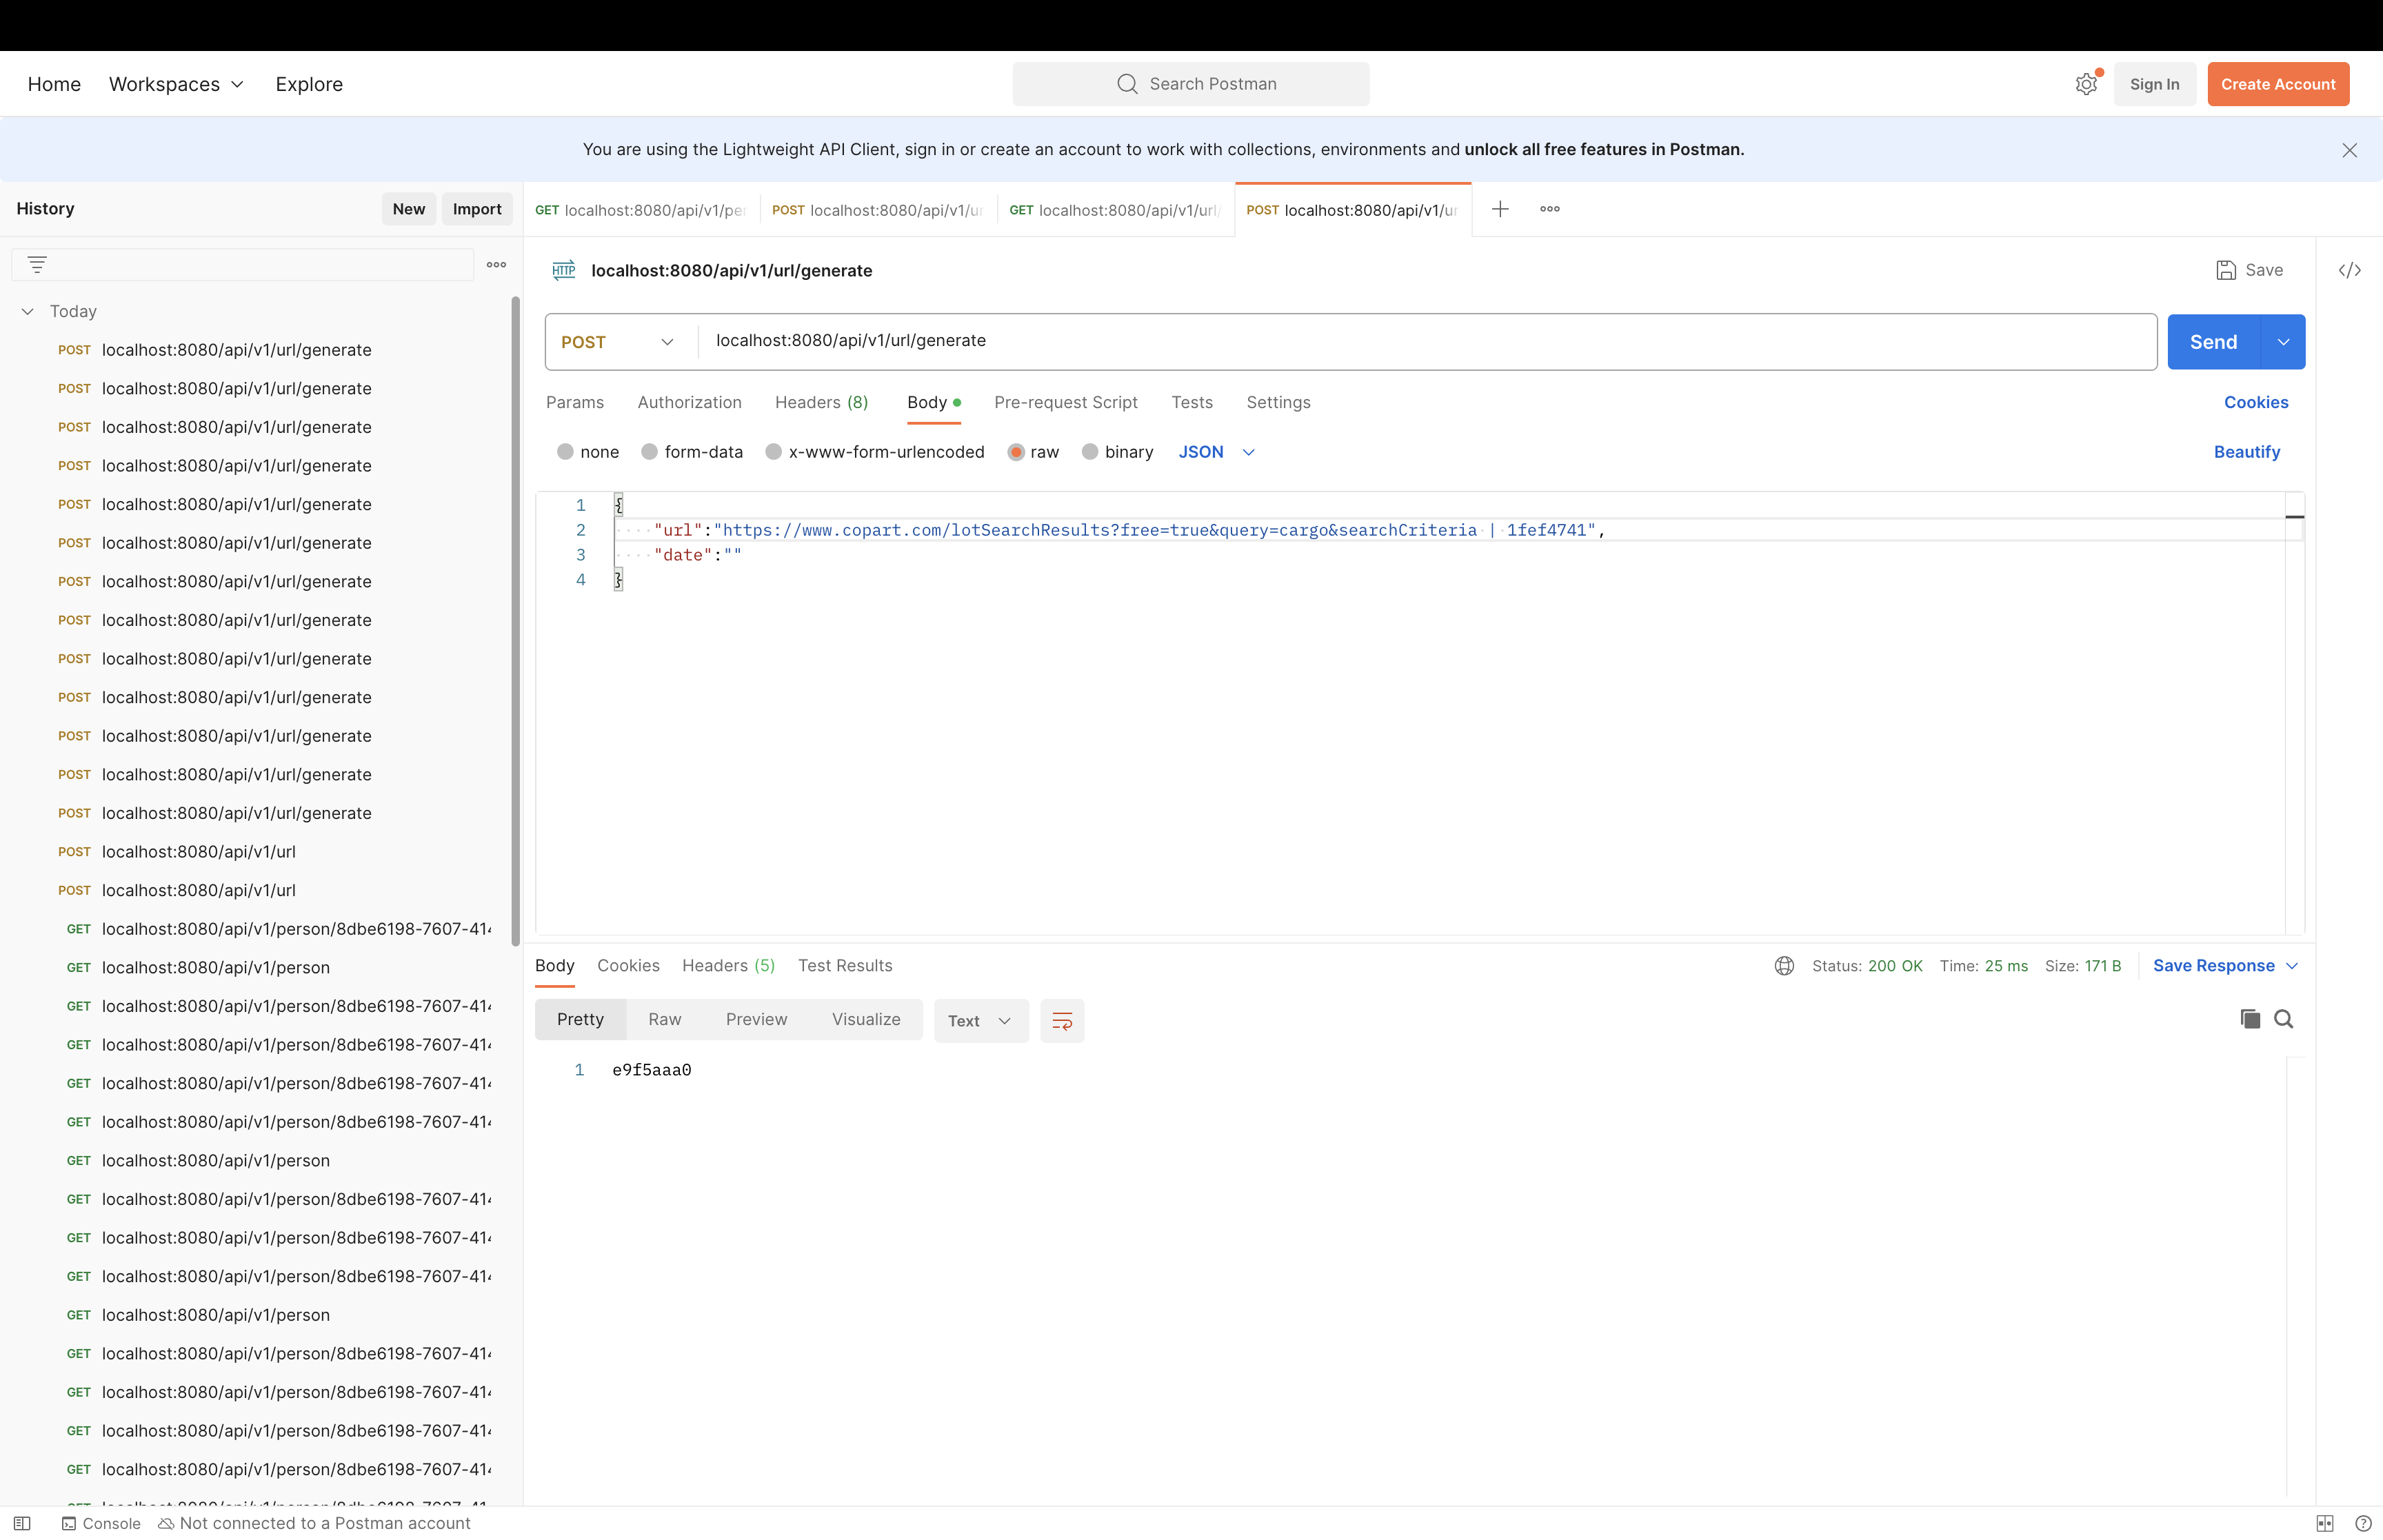 Home Workspaces Explore Search Postman Sign In Create Account
You are using the Lightweight API Client, sign in or create an account to work with collections, environments and unlock all free features in Postman.
History New Import
Today
POST localhost:8080/api/v1/url/generate
POST localhost:8080/api/v1/url/generate
POST localhost:8080/api/v1/url/generate
POST localhost:8080/api/v1/url/generate
POST localhost:8080/api/v1/url/generate
POST localhost:8080/api/v1/url/generate
POST localhost:8080/api/v1/url/generate
POST localhost:8080/api/v1/url/generate
POST localhost:8080/api/v1/url/generate
POST localhost:8080/api/v1/url/generate
POST localhost:8080/api/v1/url/generate
POST localhost:8080/api/v1/url/generate
POST localhost:8080/api/v1/url/generate
POST localhost:8080/api/v1/url
POST localhost:8080/api/v1/url
GET localhost:8080/api/v1/person/8dbe6198-7607-414
GET localhost:8080/api/v1/person
GET localhost:8080/api/v1/person/8dbe6198-7607-414
GET localhost:8080/api/v1/person/8dbe6198-7607-414
GET localhost:8080/api/v1/person/8dbe6198-7607-414
GET localhost:8080/api/v1/person/8dbe6198-7607-414
GET localhost:8080/api/v1/person
GET localhost:8080/api/v1/person/8dbe6198-7607-414
GET localhost:8080/api/v1/person/8dbe6198-7607-414
GET localhost:8080/api/v1/person/8dbe6198-7607-414
GET localhost:8080/api/v1/person
GET localhost:8080/api/v1/person/8dbe6198-7607-414
GET localhost:8080/api/v1/person/8dbe6198-7607-414
GET localhost:8080/api/v1/person/8dbe6198-7607-414
GET localhost:8080/api/v1/person/8dbe6198-7607-414
GET localhost:8080/api/v1/per POST localhost:8080/api/v1/ur GET localhost:8080/api/v1/url/ POST localhost:8080/api/v1/ur
HTTP localhost:8080/api/v1/url/generate Save </>
POST localhost:8080/api/v1/url/generate Send
Params Authorization Headers (8) Body Pre-request Script Tests Settings Cookies
none form-data x-www-form-urlencoded raw binary JSON Beautify
1 {
2 "url":"https://www.copart.com/lotSearchResults?free=true&query=cargo&searchCriteria | 1fef4741",
3 "date":""
4 }
Body Cookies Headers (5) Test Results Status: 200 OK Time: 25 ms Size: 171 B Save Response
Pretty Raw Preview Visualize Text
1 e9f5aaa0
Console Not connected to a Postman account